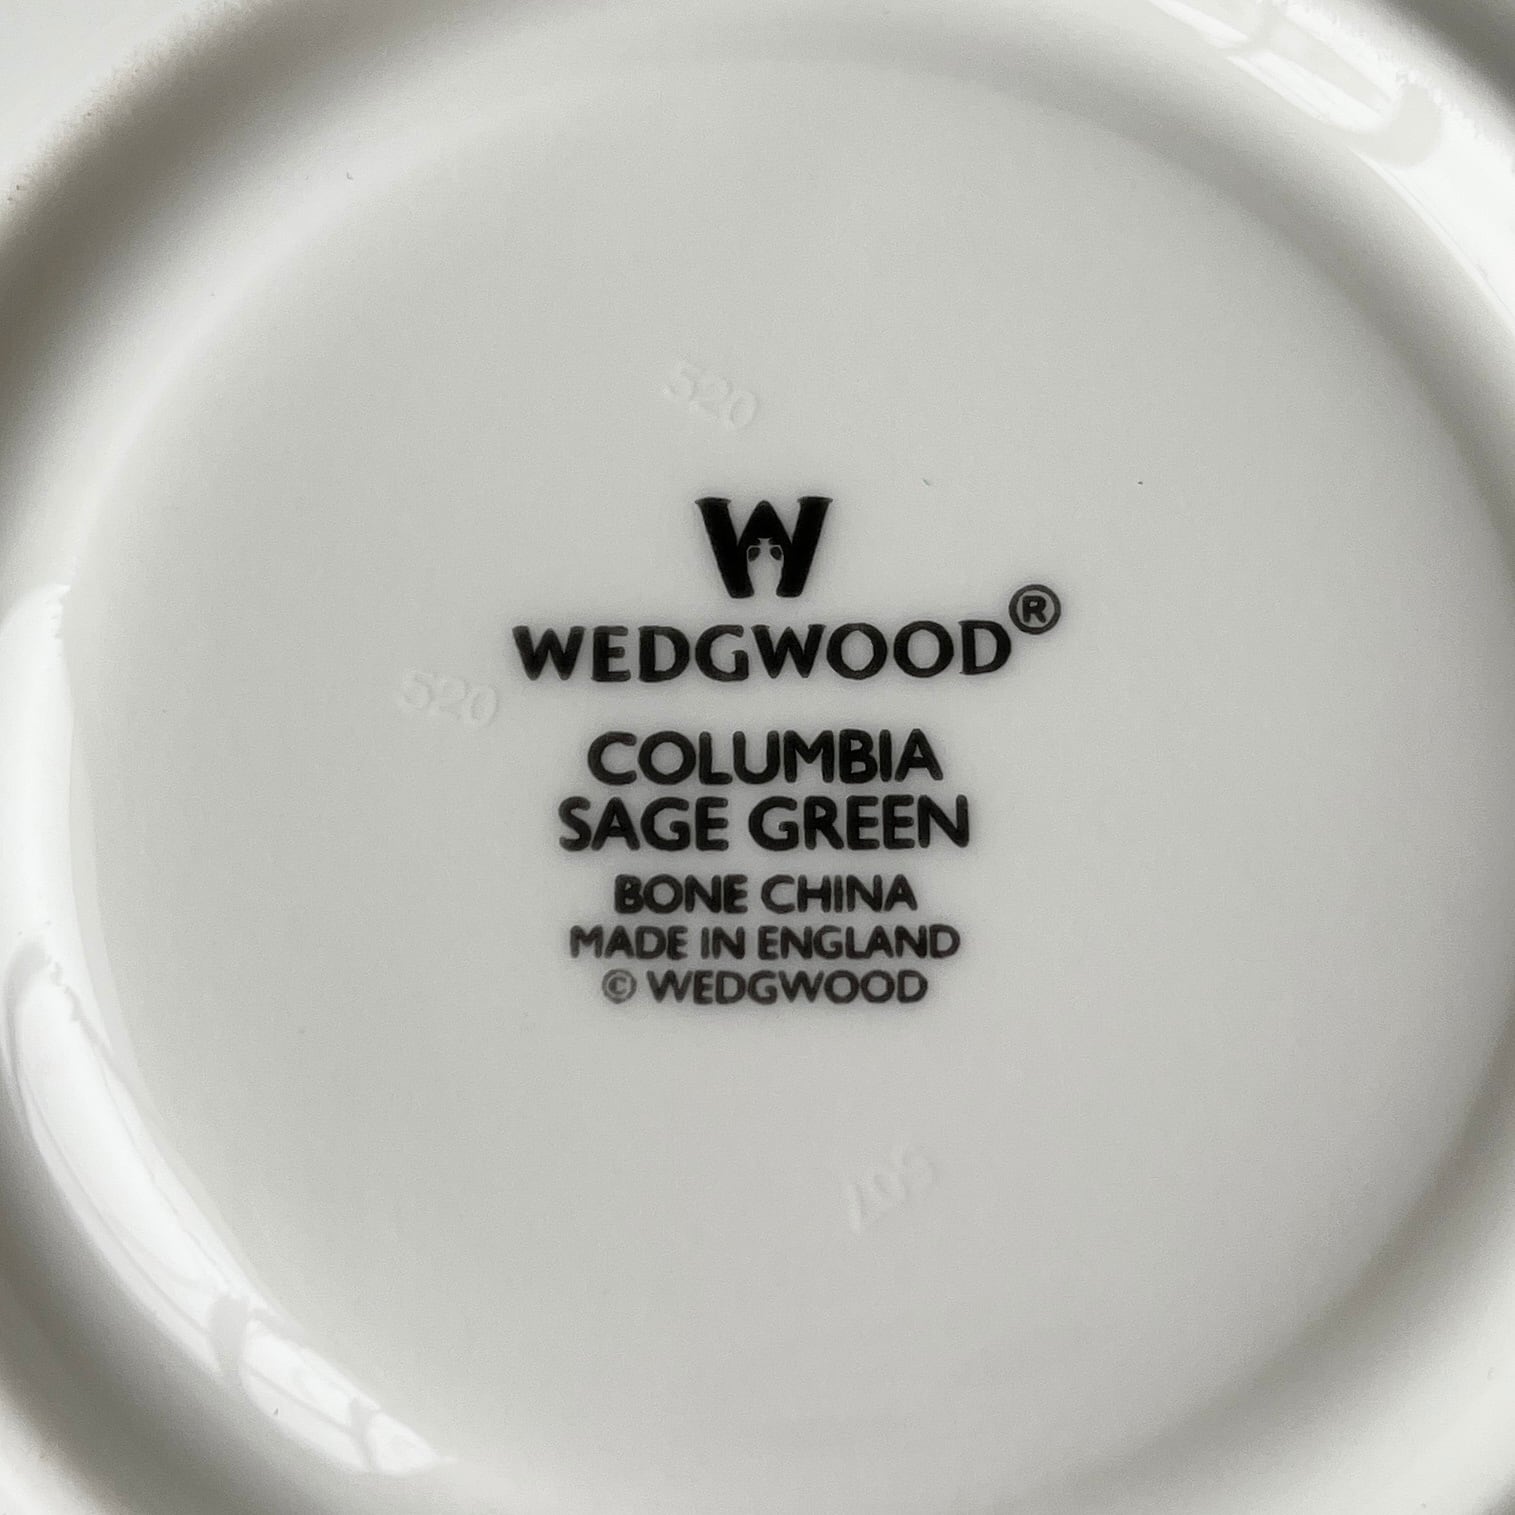 520
W
WEDGWOOD®
520
COLUMBIA
SAGE GREEN
BONE CHINA
MADE IN ENGLAND
© WEDGWOOD